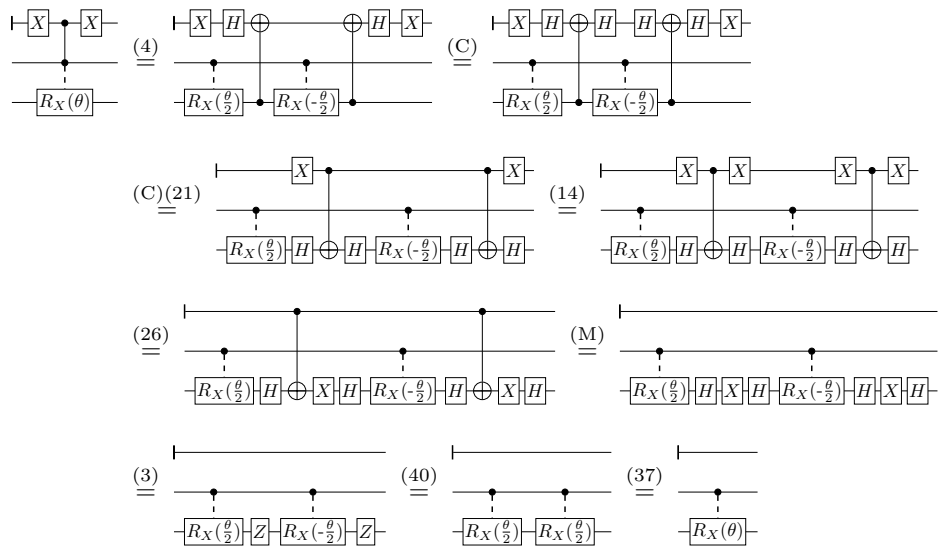 X X (4) = X H H X (C) = X H H H H X
R_X(θ) R_X(θ/2) R_X(-θ/2) R_X(θ/2) R_X(-θ/2)
(C)(21) = X X (14) = X X X X
R_X(θ/2) H R_X(-θ/2) H H R_X(θ/2) H R_X(-θ/2) H H
(26) = (M) =
R_X(θ/2) H X H R_X(-θ/2) H X H R_X(θ/2) H X H R_X(-θ/2) H X H
(3) = (40) = (37) =
R_X(θ/2) Z R_X(-θ/2) Z R_X(θ/2) R_X(θ/2) R_X(θ)